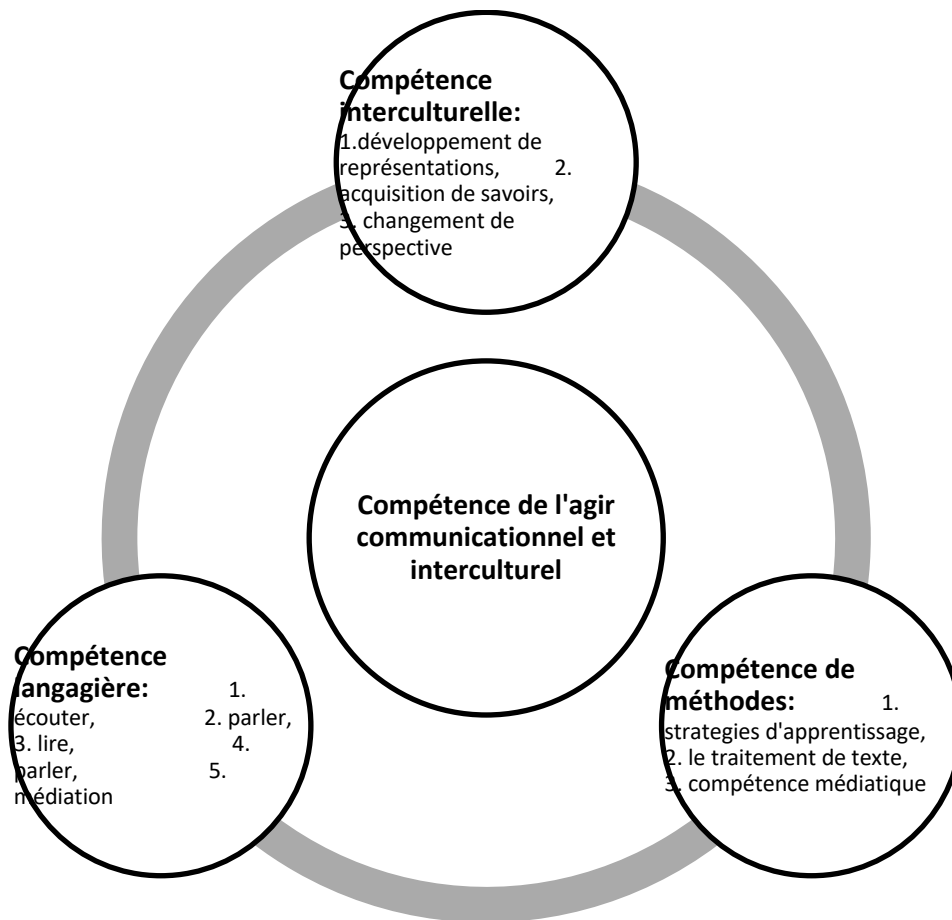 Compétence
interculturelle:
1.développement de
représentations, 2.
acquisition de savoirs,
3. changement de
perspective
Compétence de l'agir
communicationnel et
interculturel
Compétence
langagière: 1.
écouter, 2. parler,
3. lire, 4.
parler, 5.
médiation
Compétence de
méthodes: 1.
strategies d'apprentissage,
2. le traitement de texte,
3. compétence médiatique